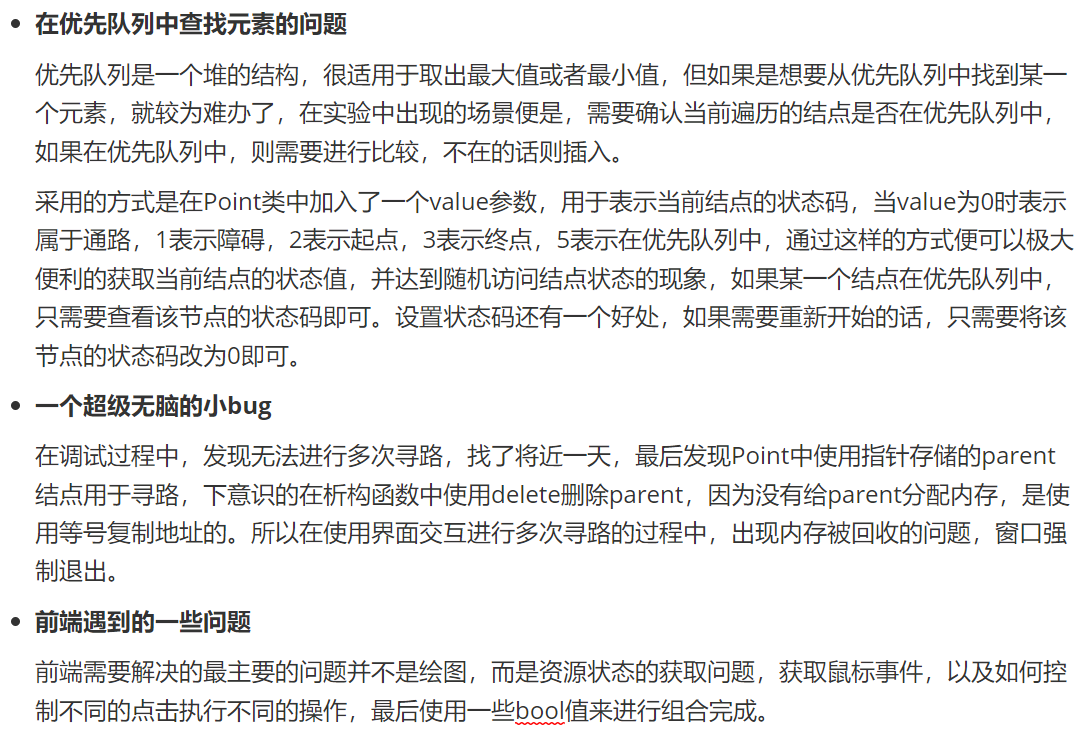 在优先队列中查找元素的问题
优先队列是一个堆的结构，很适用于取出最大值或者最小值，但如果是想要从优先队列中找到某一
个元素，就较为难办了，在实验中出现的场景便是，需要确认当前遍历的结点是否在优先队列中，
如果在优先队列中，则需要进行比较，不在的话则插入。
采用的方式是在Point类中加入了一个value参数，用于表示当前结点的状态码，当value为0时表示
属于通路，1表示障碍，2表示起点，3表示终点，5表示在优先队列中，通过这样的方式便可以极大
便利的获取当前结点的状态值，并达到随机访问结点状态的现象，如果某一个结点在优先队列中，
只需要查看该节点的状态码即可。设置状态码还有一个好处，如果需要重新开始的话，只需要将该
节点的状态码改为0即可。
一个超级无脑的小bug
在调试过程中，发现无法进行多次寻路，找了将近一天，最后发现Point中使用指针存储的parent
结点用于寻路，下意识的在析构函数中使用delete删除parent，因为没有给parent分配内存，是使
用等号复制地址的。所以在使用界面交互进行多次寻路的过程中，出现内存被回收的问题，窗口强
制退出。
前端遇到的一些问题
前端需要解决的最主要的问题并不是绘图，而是资源状态的获取问题，获取鼠标事件，以及如何控
制不同的点击执行不同的操作，最后使用一些bool值来进行组合完成。